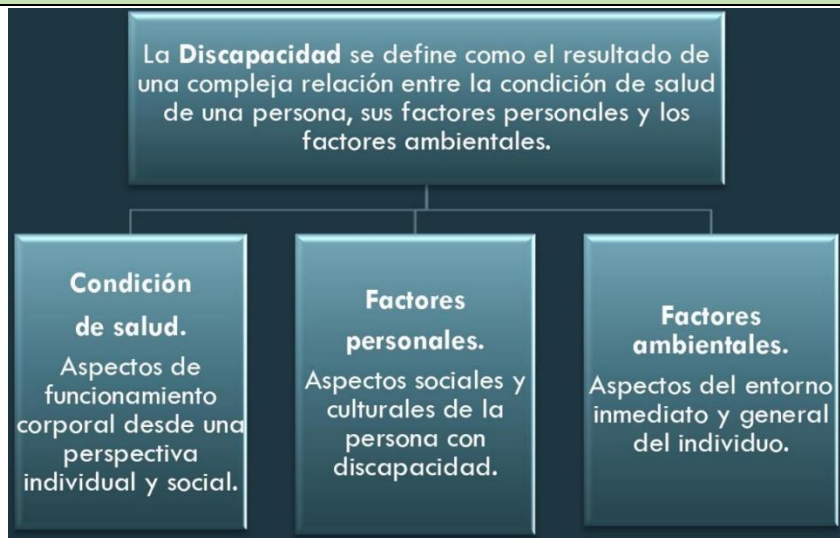 La Discapacidad se define como el resultado de
una compleja relación entre la condición de salud
de una persona, sus factores personales y los
factores ambientales.
Condición
de salud.
Aspectos de
funcionamiento
corporal desde una
perspectiva
individual y social.
Factores
personales.
Aspectos sociales y
culturales de la
persona con
discapacidad.
Factores
ambientales.
Aspectos del entorno
inmediato y general
del individuo.